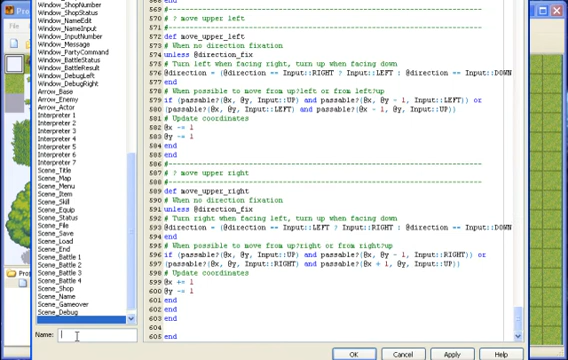 Pro
File
Prop
Window_ShopNumber
Window_ShopStatus
Window_NameEdit
Window_NameInput
Window_InputNumber
Window_Message
Window_PartyCommand
Window_BattleStatus
Window_BattleResult
Window_DebugLeft
Window_DebugRight
Arrow_Base
Arrow_Enemy
Arrow_Actor
Interpreter 1
Interpreter 2
Interpreter 3
Interpreter 4
Interpreter 5
Interpreter 6
Interpreter 7
Scene_Title
Scene_Map
Scene_Menu
Scene_Item
Scene_Skill
Scene_Equip
Scene_Status
Scene_File
Scene_Save
Scene_Load
Scene_End
Scene_Battle 1
Scene_Battle 2
Scene_Battle 3
Scene_Battle 4
Scene_Shop
Scene_Name
Scene_Gameover
Scene_Debug
Name:
569 #--------------------------------------------------------------------------
570 # ? move upper left
571 #--------------------------------------------------------------------------
572 def move_upper_left
573 # When no direction fixation
574 unless @direction_fix
575 # Turn left when facing right, turn up when facing down
576 @direction = (@direction == Input::RIGHT ? Input::LEFT : @direction == Input::DOWN
577 end
578 # When possible to move from up?left or from left?up
579 if (passable?(@x, @y, Input::UP) and passable?(@x, @y - 1, Input::LEFT)) or
580 (passable?(@x, @y, Input::LEFT) and passable?(@x - 1, @y, Input::UP))
581 # Update coordinates
582 @x -= 1
583 @y -= 1
584 end
585 end
586 #--------------------------------------------------------------------------
587 # ? move upper right
588 #--------------------------------------------------------------------------
589 def move_upper_right
590 # When no direction fixation
591 unless @direction_fix
592 # Turn right when facing left, turn up when facing down
593 @direction = (@direction == Input::LEFT ? Input::RIGHT : @direction == Input::DOWN
594 end
595 # When possible to move from up?right or from right?up
596 if (passable?(@x, @y, Input::UP) and passable?(@x, @y - 1, Input::RIGHT)) or
597 (passable?(@x, @y, Input::RIGHT) and passable?(@x + 1, @y, Input::UP))
598 # Update coordinates
599 @x += 1
600 @y -= 1
601 end
602 end
603 end
604
605 end
OK
Cancel
Apply
Help